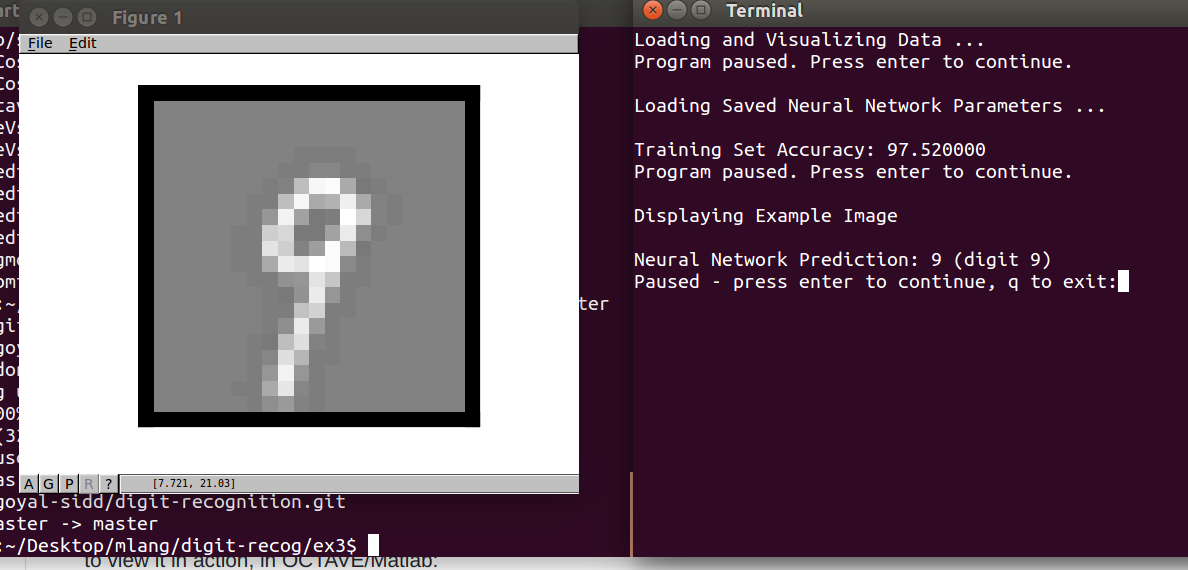 Figure 1
File Edit
A G P R ? [7.721, 21.03]
ter
goyal-sidd/digit-recognition.git
aster -> master
:~/Desktop/mlang/digit-recog/ex3$
to view it in action, in OCTAVE/Matlab:
Terminal
Loading and Visualizing Data ...
Program paused. Press enter to continue.
Loading Saved Neural Network Parameters ...
Training Set Accuracy: 97.520000
Program paused. Press enter to continue.
Displaying Example Image
Neural Network Prediction: 9 (digit 9)
Paused - press enter to continue, q to exit: